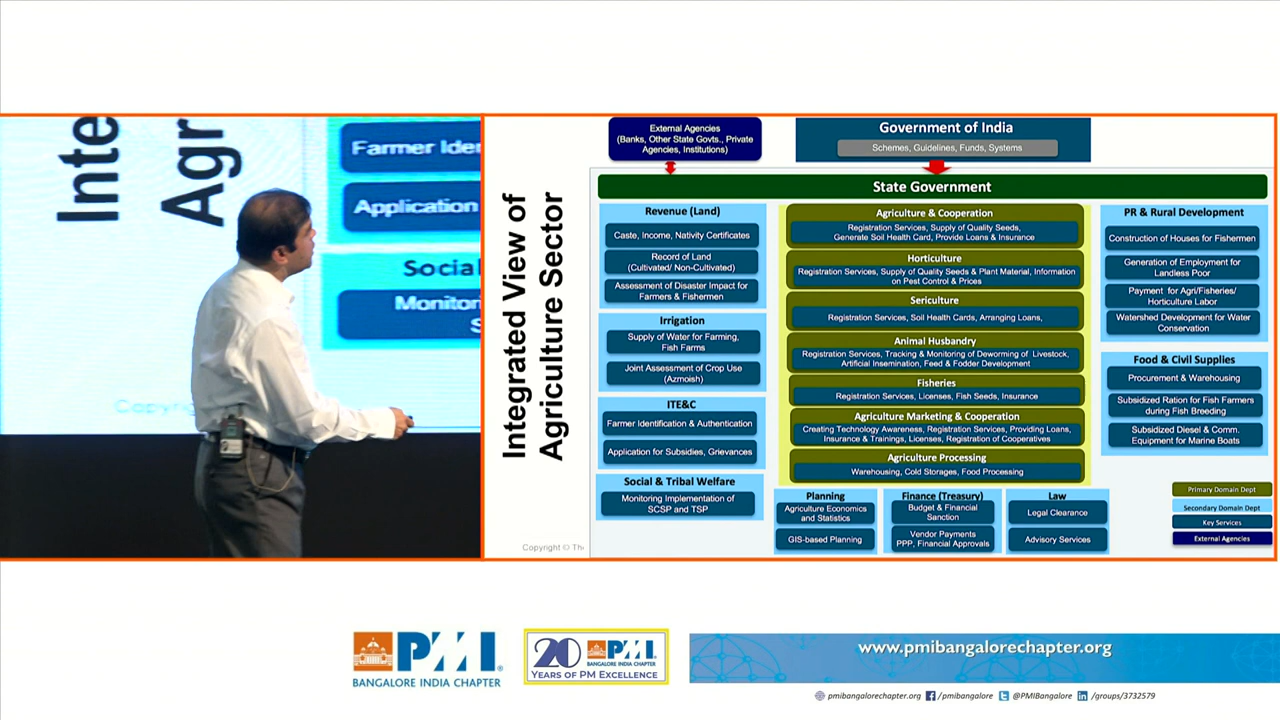 Inte
Agr
Farmer Iden
Application
Social
Monitori
S
Copyrig
Integrated View of
Agriculture Sector
External Agencies
(Banks, Other State Govts., Private
Agencies, Institutions)
Government of India
Schemes, Guidelines, Funds, Systems
State Government
Revenue (Land)
Caste, Income, Nativity Certificates
Record of Land
(Cultivated/ Non-Cultivated)
Assessment of Disaster Impact for
Farmers & Fishermen
Irrigation
Supply of Water for Farming,
Fish Farms
Joint Assessment of Crop Use
(Azmoish)
ITE&C
Farmer Identification & Authentication
Application for Subsidies, Grievances
Social & Tribal Welfare
Monitoring Implementation of
SCSP and TSP
Agriculture & Cooperation
Registration Services, Supply of Quality Seeds,
Generate Soil Health Card, Provide Loans & Insurance
Horticulture
Registration Services, Supply of Quality Seeds & Plant Material, Information
on Pest Control & Prices
Sericulture
Registration Services, Soil Health Cards, Arranging Loans,
Animal Husbandry
Registration Services, Tracking & Monitoring of Deworming of Livestock,
Artificial Insemination, Feed & Fodder Development
Fisheries
Registration Services, Licenses, Fish Seeds, Insurance
Agriculture Marketing & Cooperation
Creating Technology Awareness, Registration Services, Providing Loans,
Insurance & Trainings, Licenses, Registration of Cooperatives
Agriculture Processing
Warehousing, Cold Storages, Food Processing
PR & Rural Development
Construction of Houses for Fishermen
Generation of Employment for
Landless Poor
Payment for Agri/Fisheries/
Horticulture Labor
Watershed Development for Water
Conservation
Food & Civil Supplies
Procurement & Warehousing
Subsidized Ration for Fish Farmers
during Fish Breeding
Subsidized Diesel & Comm.
Equipment for Marine Boats
Planning
Agriculture Economics
and Statistics
GIS-based Planning
Finance (Treasury)
Budget & Financial
Sanction
Vendor Payments
PPP, Financial Approvals
Law
Legal Clearance
Advisory Services
Primary Domain Dept
Secondary Domain Dept
Key Services
External Agencies
Copyright © Th
PMI
BANGALORE INDIA CHAPTER
20
PMI
BANGALORE INDIA CHAPTER
YEARS OF PM EXCELLENCE
www.pmibangalorechapter.org
pmibangalorechapter.org /pmibangalore @PMIBangalore /groups/3732579